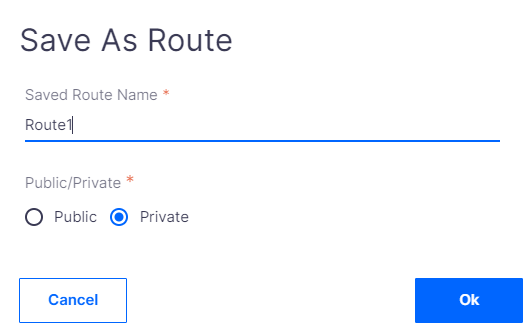 Save As Route
Saved Route Name *
Route1
Public/Private *
Public Private
Cancel Ok